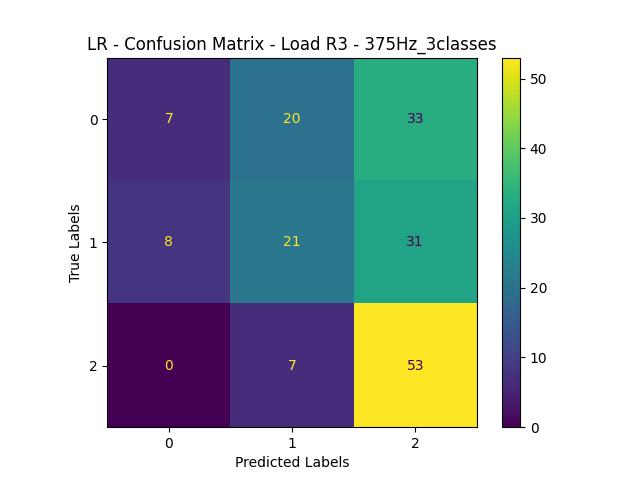 LR - Confusion Matrix - Load R3 - 375Hz_3classes
True Labels
0
7 20 33
1
8 21 31
2
0 7 53
0 1 2
Predicted Labels
50
40
30
20
10
0